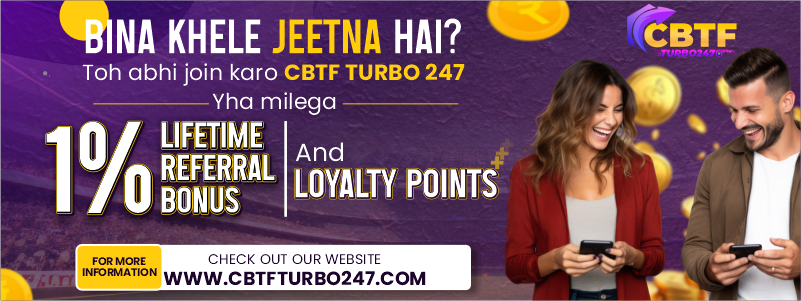 BINA KHELE JEETNA HAI?
CBTF
TURBO247
Toh abhi join karo CBTF TURBO 247
Yha milega
1% LIFETIME
REFERRAL
BONUS
And
LOYALTY POINTS
FOR MORE
INFORMATION
CHECK OUT OUR WEBSITE
WWW.CBTFTURBO247.COM